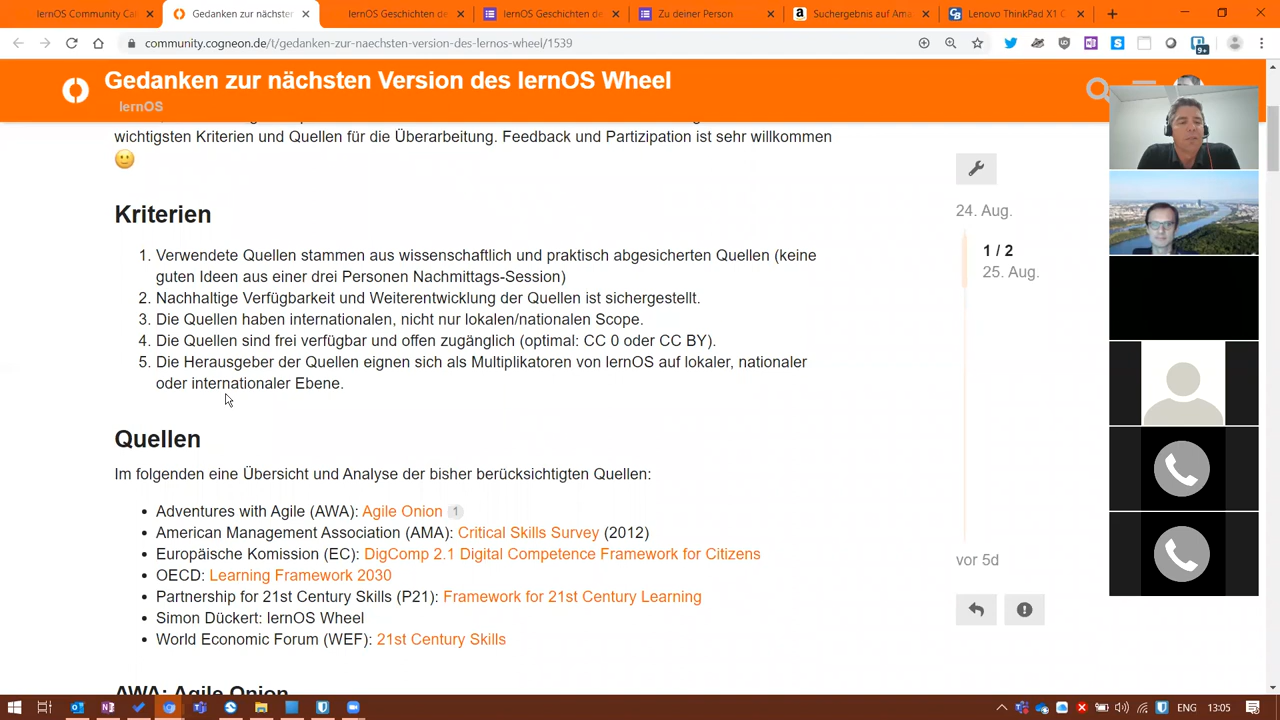 lernOS Community Cal
Gedanken zur nächsten
lernOS Geschichten de
lernOS Geschichten de
Zu deiner Person
Suchergebnis auf Ama
Lenovo ThinkPad X1 C
community.cogneon.de/t/gedanken-zur-naechsten-version-des-lernos-wheel/1539
9+
Gedanken zur nächsten Version des lernOS Wheel
lernOS
wichtigsten Kriterien und Quellen für die Überarbeitung. Feedback und Partizipation ist sehr willkommen
Kriterien
1. Verwendete Quellen stammen aus wissenschaftlich und praktisch abgesicherten Quellen (keine
guten Ideen aus einer drei Personen Nachmittags-Session)
2. Nachhaltige Verfügbarkeit und Weiterentwicklung der Quellen ist sichergestellt.
3. Die Quellen haben internationalen, nicht nur lokalen/nationalen Scope.
4. Die Quellen sind frei verfügbar und offen zugänglich (optimal: CC 0 oder CC BY).
5. Die Herausgeber der Quellen eignen sich als Multiplikatoren von lernOS auf lokaler, nationaler
oder internationaler Ebene.
Quellen
Im folgenden eine Übersicht und Analyse der bisher berücksichtigten Quellen:
• Adventures with Agile (AWA): Agile Onion 1
• American Management Association (AMA): Critical Skills Survey (2012)
• Europäische Komission (EC): DigComp 2.1 Digital Competence Framework for Citizens
• OECD: Learning Framework 2030
• Partnership for 21st Century Skills (P21): Framework for 21st Century Learning
• Simon Dückert: lernOS Wheel
• World Economic Forum (WEF): 21st Century Skills
AWA: Agile Onion
24. Aug.
1 / 2
25. Aug.
vor 5d
ENG
13:05